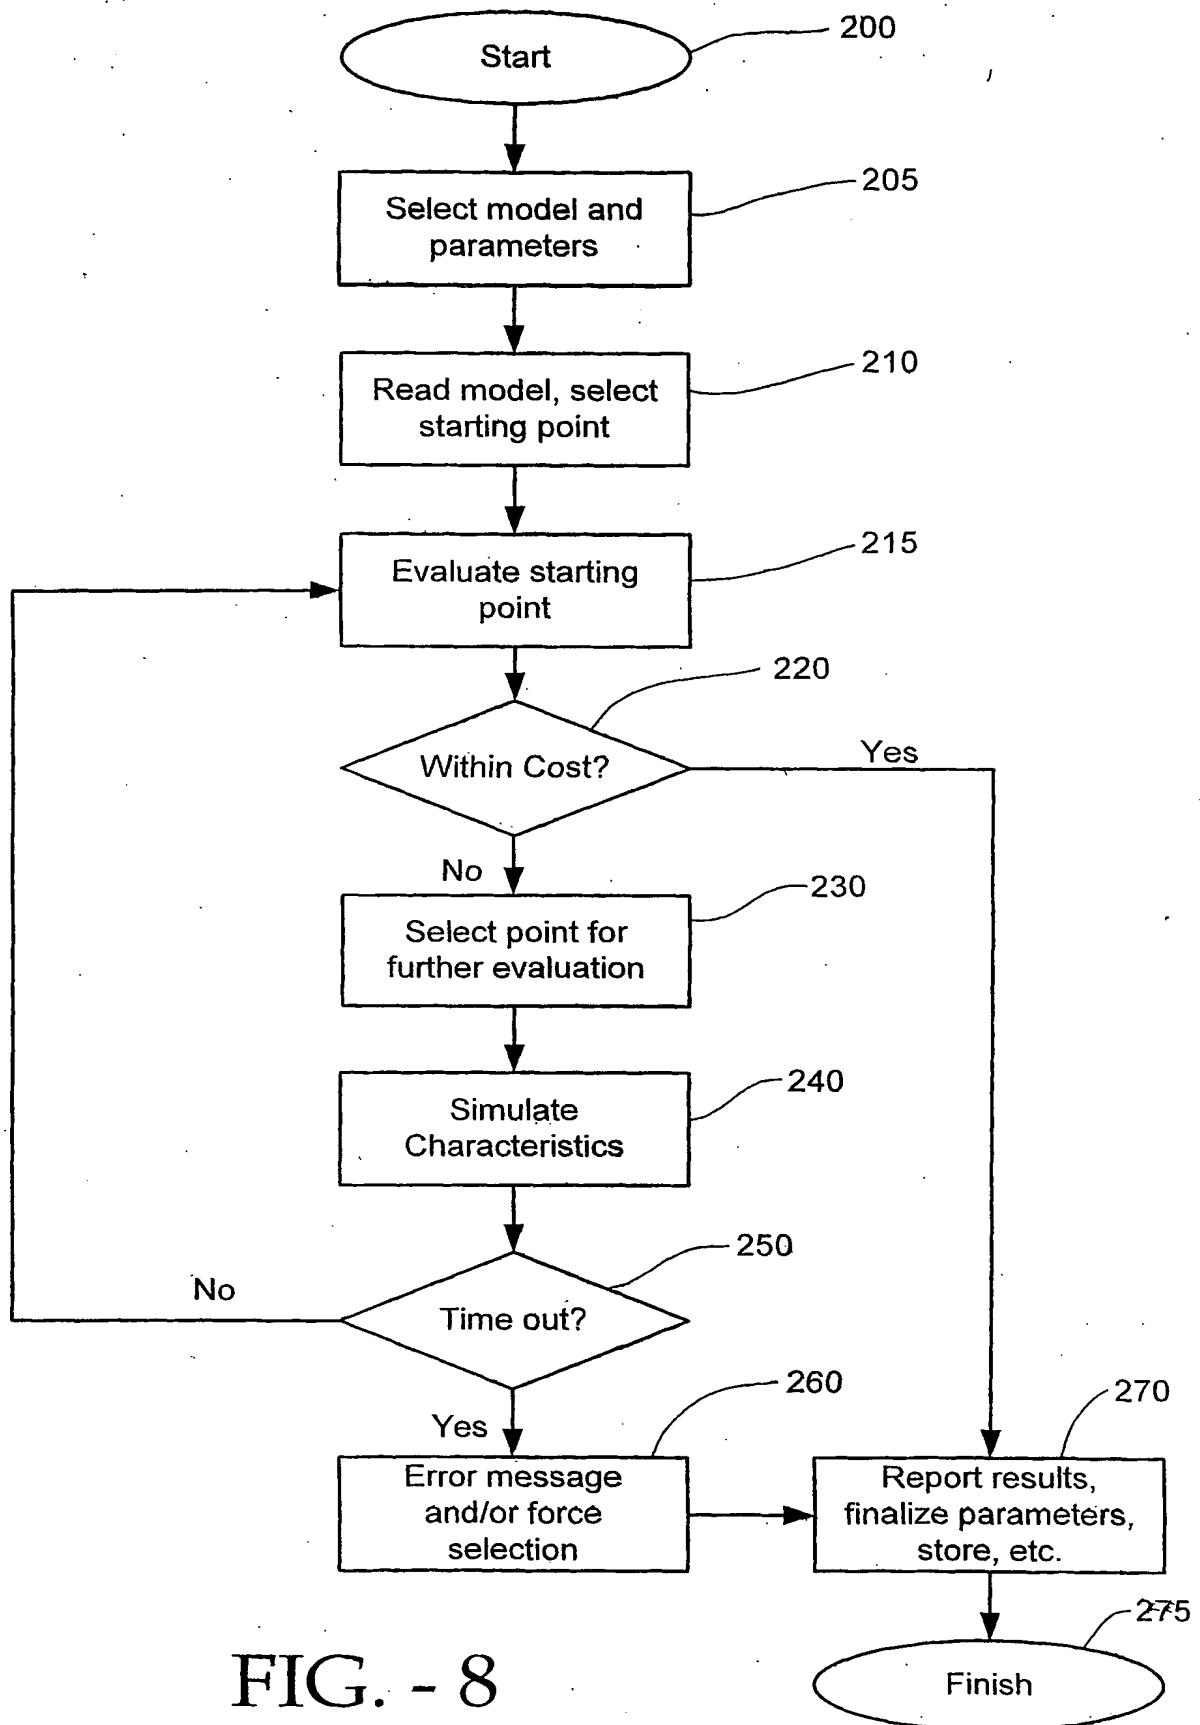 Start
200
Select model and
parameters
205
Read model, select
starting point
210
Evaluate starting
point
215
220
Within Cost?
Yes
No
Select point for
further evaluation
230
Simulate
Characteristics
240
250
Time out?
No
Yes
260
Error message
and/or force
selection
270
Report results,
finalize parameters,
store, etc.
275
Finish
FIG. - 8